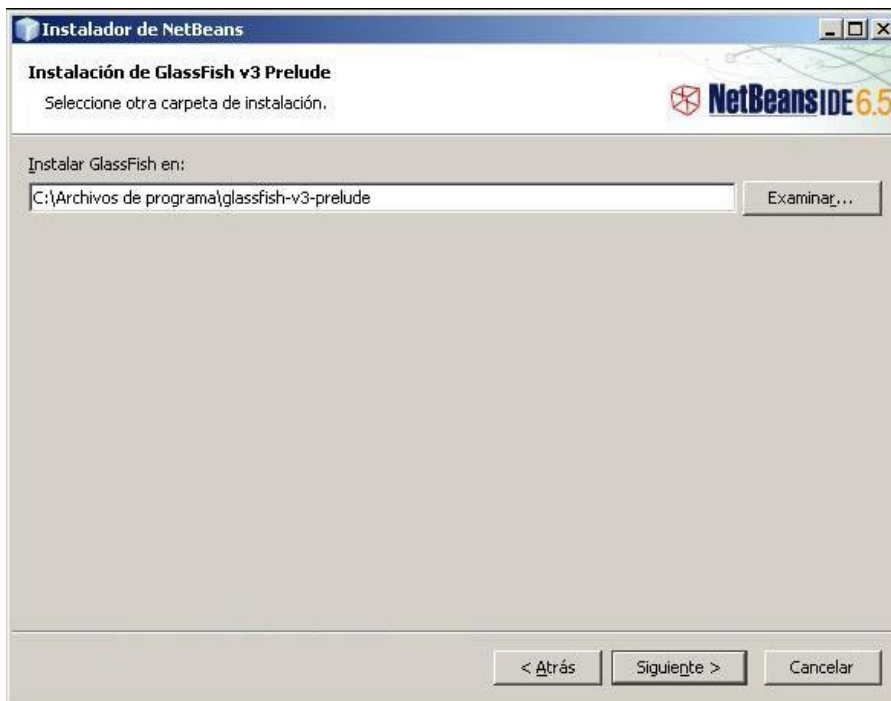 Instalador de NetBeans
Instalación de GlassFish v3 Prelude
Seleccione otra carpeta de instalación.
NetBeans IDE 6.5
Instalar GlassFish en:
C:\Archivos de programa\glassfish-v3-prelude
Examinar...
< Atrás
Siguiente >
Cancelar